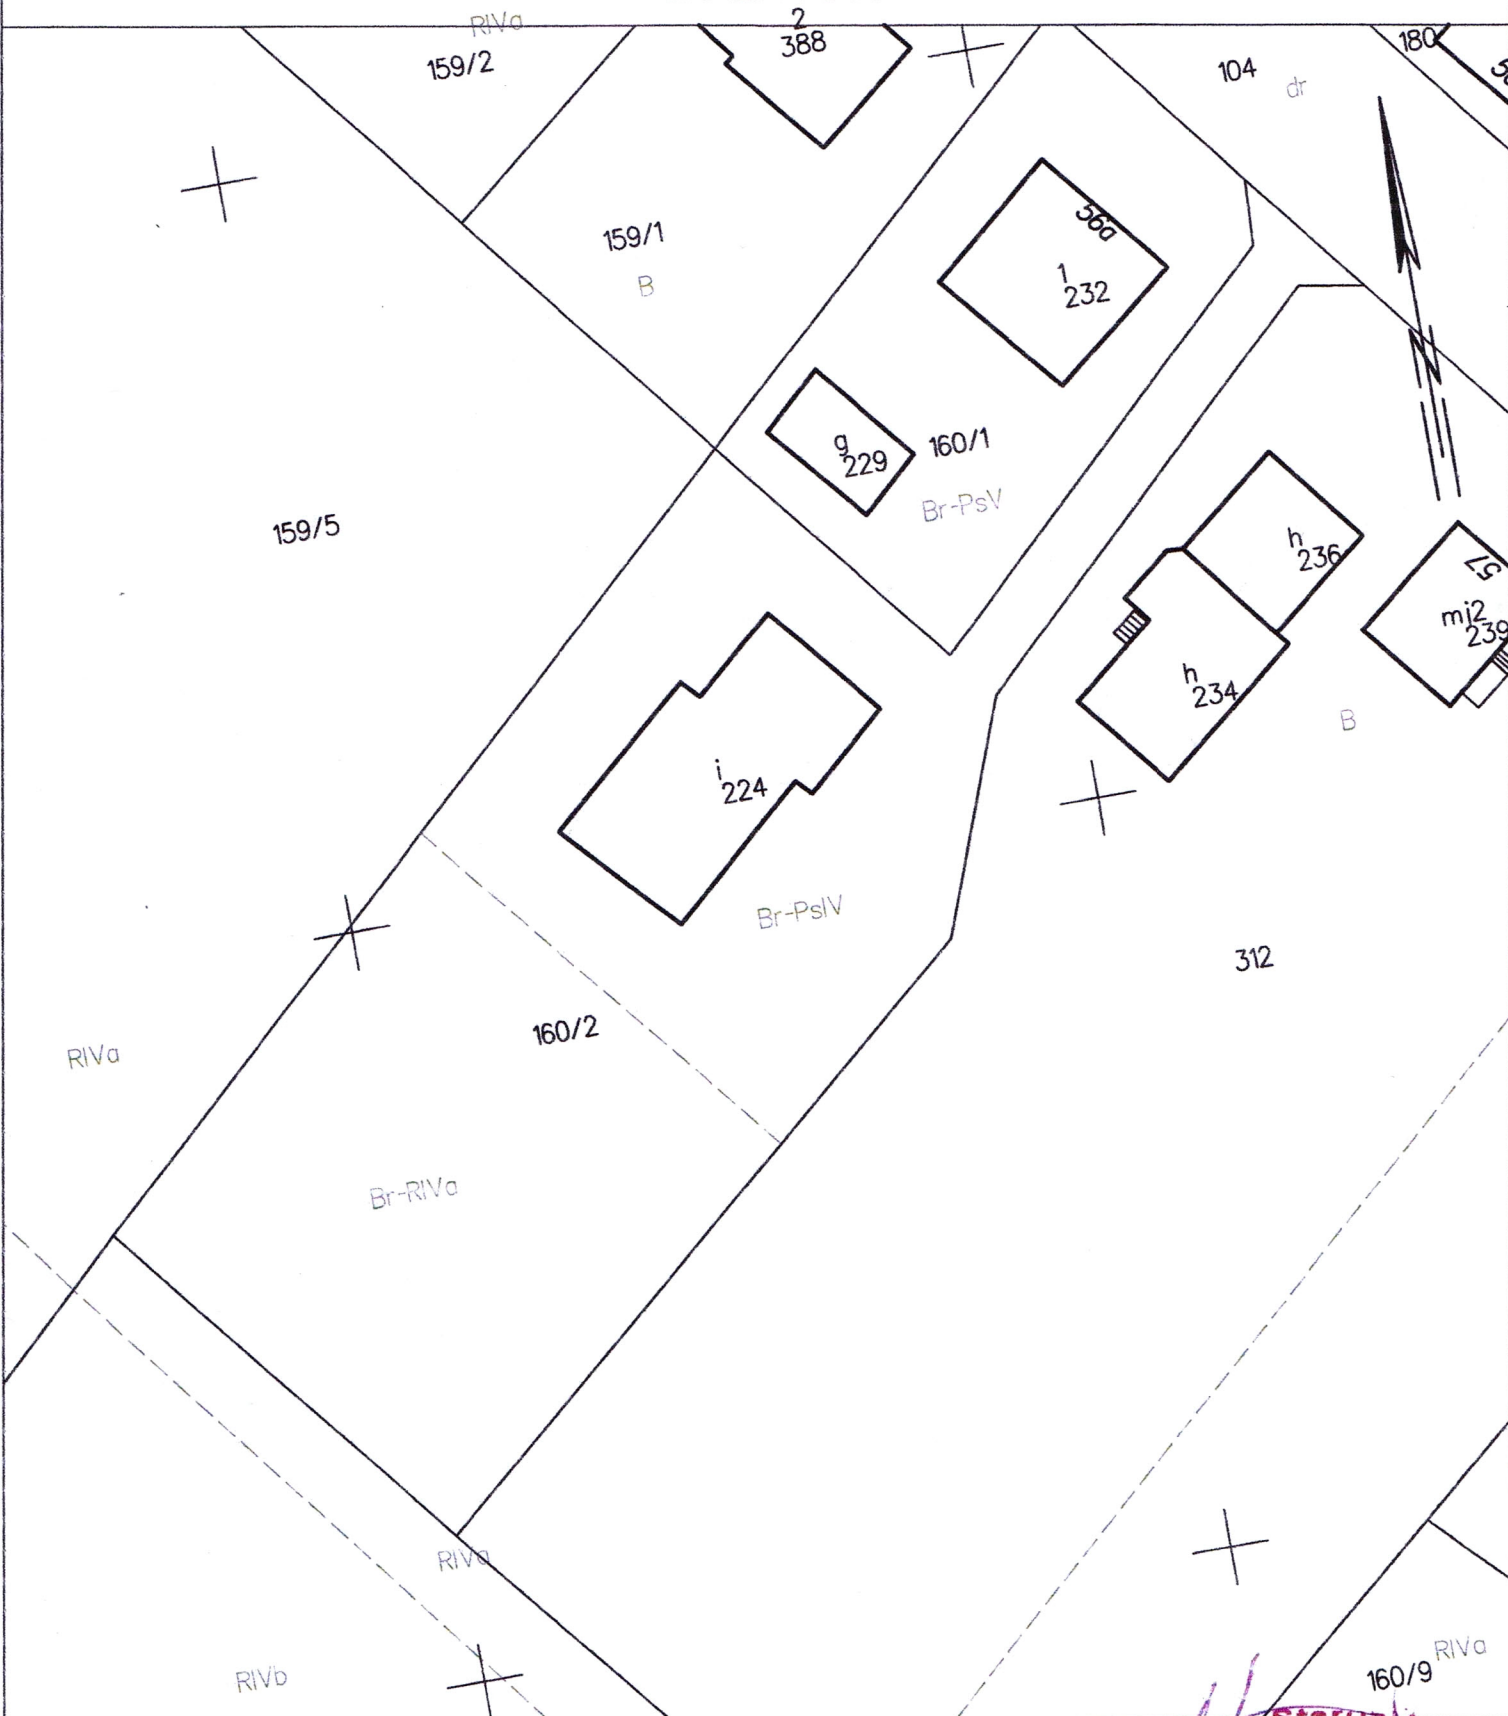 RIVa
2
388
159/2
180
104
dr
56a
159/1
1
232
B
g
229
160/1
Br-PsV
159/5
h
236
57
mj2
239
h
234
B
i
224
Br-PsIV
312
160/2
RIVa
Br-RIVa
RIVa
RIVb
RIVa
160/9